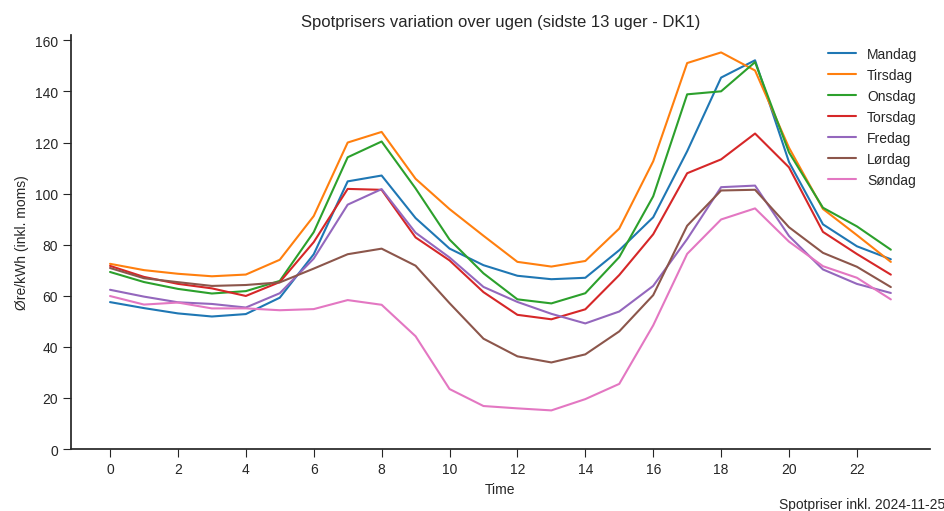 Spotprisers variation over ugen (sidste 13 uger - DK1)
Øre/kWh (inkl. moms)
160
140
120
100
80
60
40
20
0
0 2 4 6 8 10 12 14 16 18 20 22
Time
Mandag
Tirsdag
Onsdag
Torsdag
Fredag
Lørdag
Søndag
Spotpriser inkl. 2024-11-25